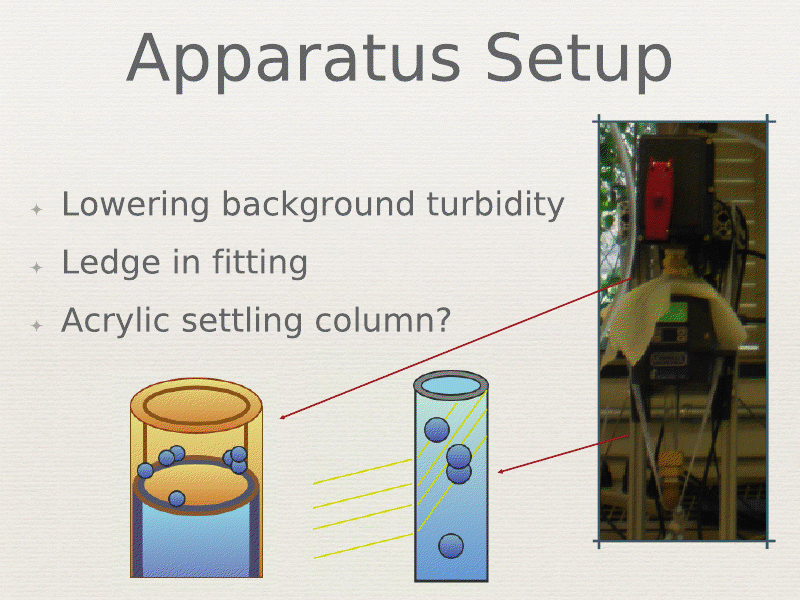 Apparatus Setup
Lowering background turbidity
Ledge in fitting
Acrylic settling column?